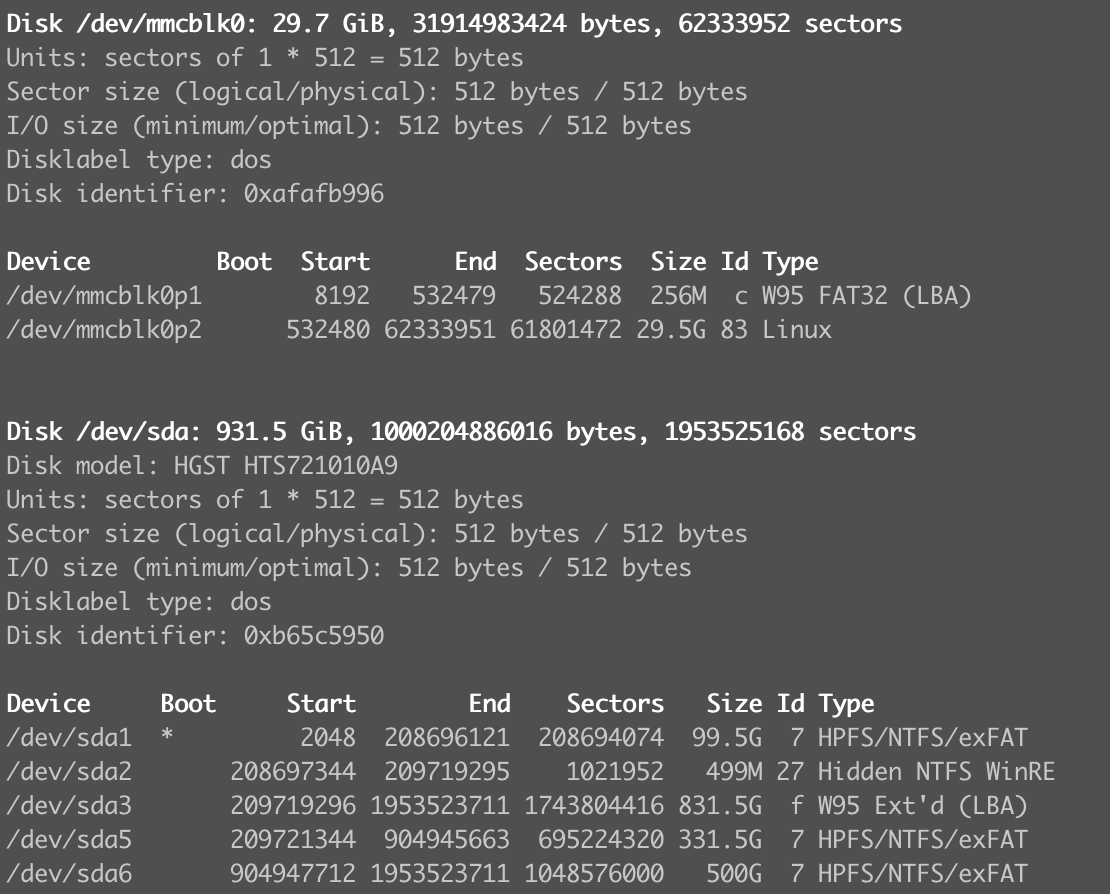 Disk /dev/mmcblk0: 29.7 GiB, 31914983424 bytes, 62333952 sectors
Units: sectors of 1 * 512 = 512 bytes
Sector size (logical/physical): 512 bytes / 512 bytes
I/O size (minimum/optimal): 512 bytes / 512 bytes
Disklabel type: dos
Disk identifier: 0xafafb996
Device         Boot  Start      End  Sectors  Size Id Type
/dev/mmcblk0p1        8192   532479   524288  256M  c W95 FAT32 (LBA)
/dev/mmcblk0p2      532480 62333951 61801472 29.5G 83 Linux
Disk /dev/sda: 931.5 GiB, 1000204886016 bytes, 1953525168 sectors
Disk model: HGST HTS721010A9
Units: sectors of 1 * 512 = 512 bytes
Sector size (logical/physical): 512 bytes / 512 bytes
I/O size (minimum/optimal): 512 bytes / 512 bytes
Disklabel type: dos
Disk identifier: 0xb65c5950
Device     Boot     Start        End    Sectors   Size Id Type
/dev/sda1  *         2048  208696121  208694074  99.5G  7 HPFS/NTFS/exFAT
/dev/sda2       208697344  209719295    1021952   499M 27 Hidden NTFS WinRE
/dev/sda3       209719296 1953523711 1743804416 831.5G  f W95 Ext'd (LBA)
/dev/sda5       209721344  904945663  695224320 331.5G  7 HPFS/NTFS/exFAT
/dev/sda6       904947712 1953523711 1048576000   500G  7 HPFS/NTFS/exFAT